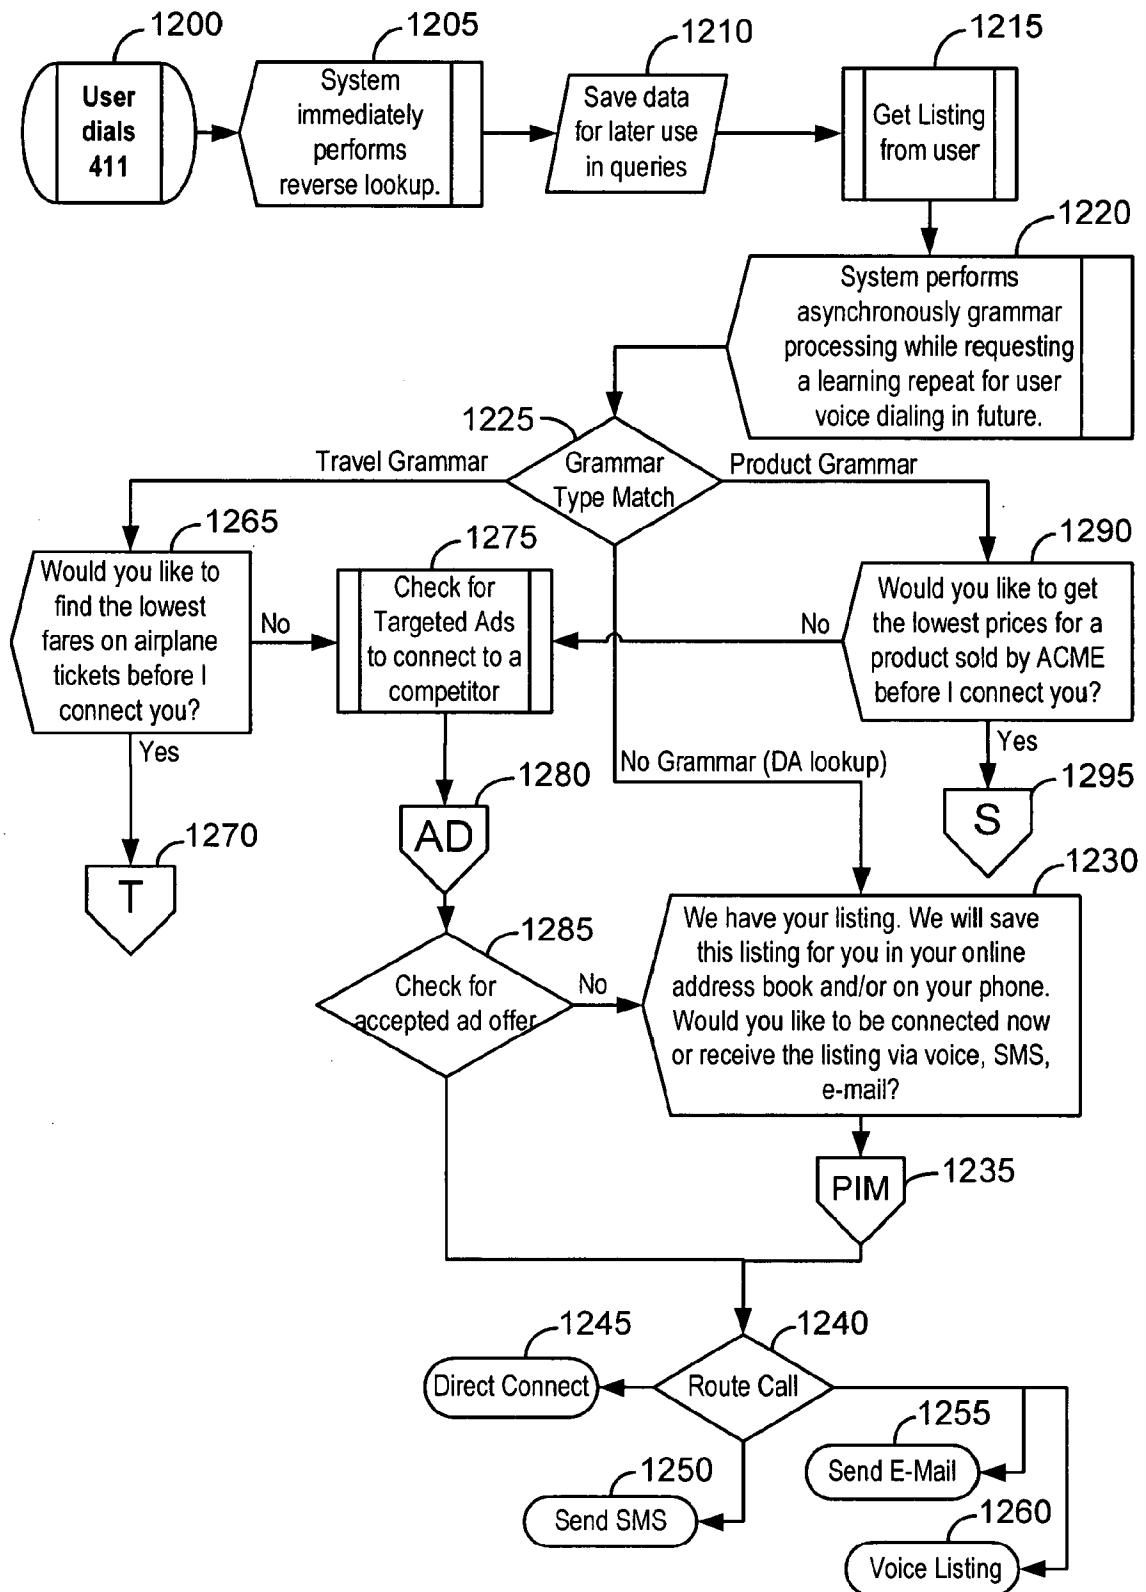 1200
1205
1210
1215
User
dials
411
System
immediately
performs
reverse lookup.
Save data
for later use
in queries
Get Listing
from user
1220
System performs
asynchronously grammar
processing while requesting
a learning repeat for user
voice dialing in future.
1225
Travel Grammar
Grammar
Type Match
Product Grammar
1265
Would you like to
find the lowest
fares on airplane
tickets before I
connect you?
No
Yes
1275
Check for
Targeted Ads
to connect to a
competitor
No
1290
Would you like to get
the lowest prices for a
product sold by ACME
before I connect you?
Yes
No Grammar (DA lookup)
1270
T
1280
AD
1295
S
1230
We have your listing. We will save
this listing for you in your online
address book and/or on your phone.
Would you like to be connected now
or receive the listing via voice, SMS,
e-mail?
1285
Check for
accepted ad offer
No
1235
PIM
1240
Route Call
1245
Direct Connect
1250
Send SMS
1255
Send E-Mail
1260
Voice Listing